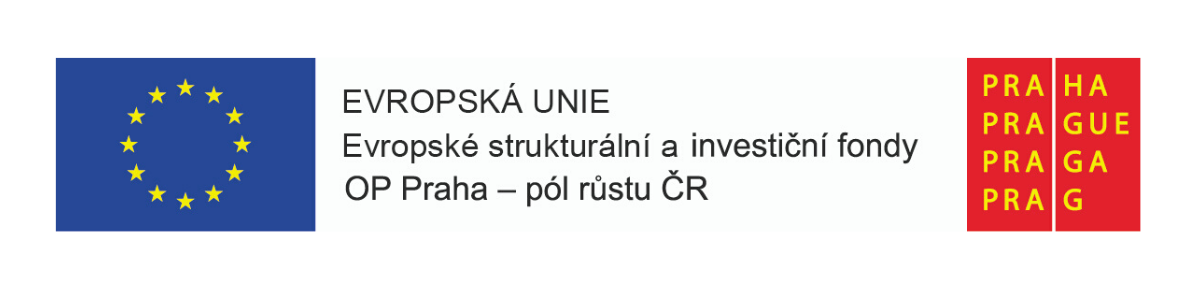 EVROPSKÁ UNIE
Evropské strukturální a investiční fondy
OP Praha – pól růstu ČR
PRA HA
PRA GUE
PRA GA
PRA G